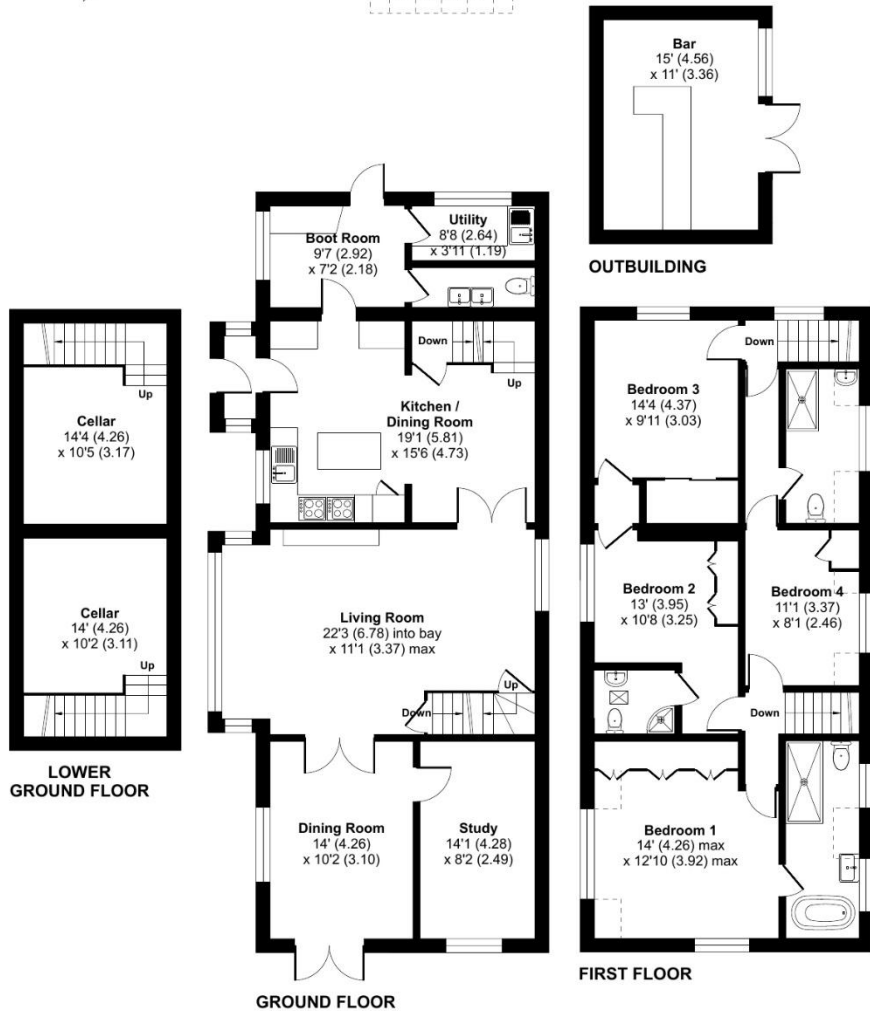 Bar
15' (4.56)
x 11' (3.36)
OUTBUILDING
Utility
8'8 (2.64)
x 3'11 (1.19)
Boot Room
9'7 (2.92)
x 7'2 (2.18)
Down
Up
Kitchen /
Dining Room
19'1 (5.81)
x 15'6 (4.73)
Living Room
22'3 (6.78) into bay
x 11'1 (3.37) max
Up
Down
Dining Room
14' (4.26)
x 10'2 (3.10)
Study
14'1 (4.28)
x 8'2 (2.49)
GROUND FLOOR
Up
Cellar
14'4 (4.26)
x 10'5 (3.17)
Cellar
14' (4.26)
x 10'2 (3.11)
Up
LOWER
GROUND FLOOR
Down
Bedroom 3
14'4 (4.37)
x 9'11 (3.03)
Bedroom 2
13' (3.95)
x 10'8 (3.25)
Bedroom 4
11'1 (3.37)
x 8'1 (2.46)
Down
Bedroom 1
14' (4.26) max
x 12'10 (3.92) max
FIRST FLOOR